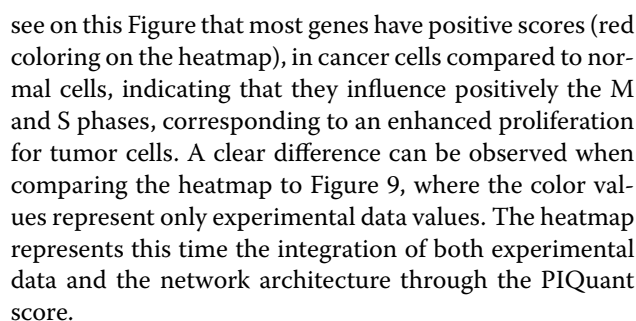 see on this Figure that most genes have positive scores (red
coloring on the heatmap), in cancer cells compared to nor-
mal cells, indicating that they influence positively the M
and S phases, corresponding to an enhanced proliferation
for tumor cells. A clear difference can be observed when
comparing the heatmap to Figure 9, where the color val-
ues represent only experimental data values. The heatmap
represents this time the integration of both experimental
data and the network architecture through the PIQuant
score.